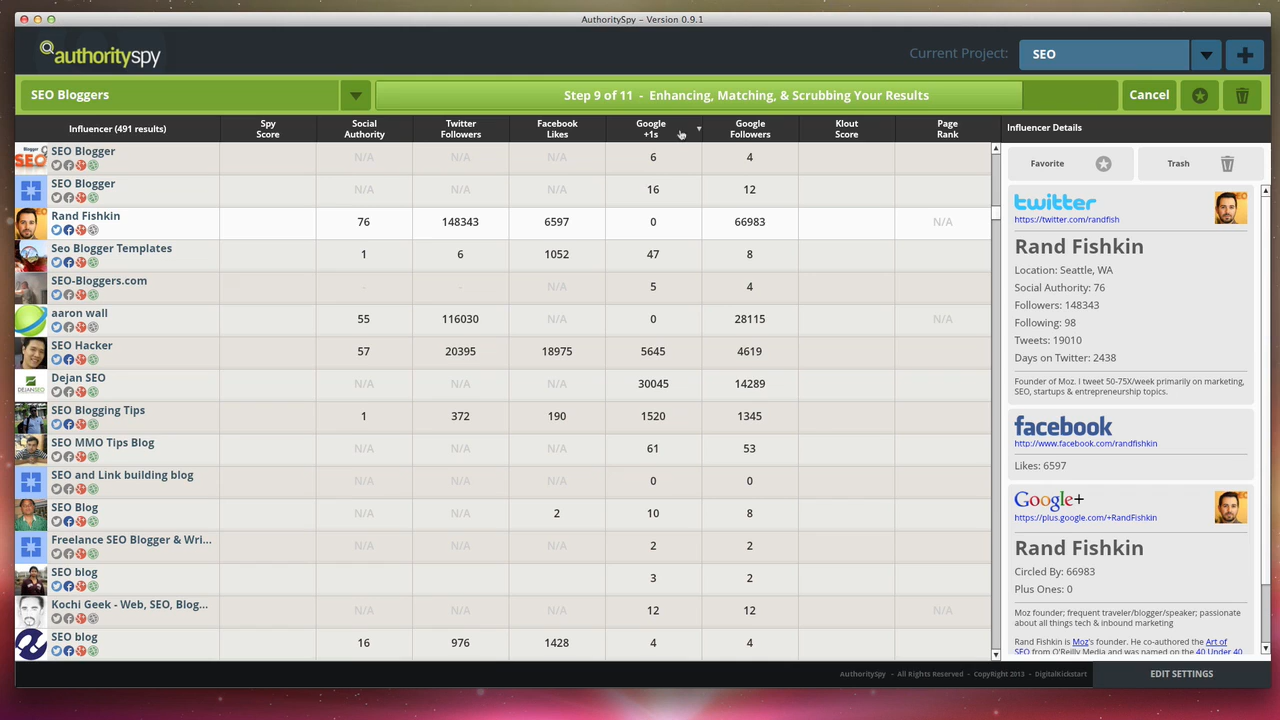 AuthoritySpy - Version 0.9.1
authorityspy
Current Project:
SEO
SEO Bloggers
Step 9 of 11 - Enhancing, Matching, & Scrubbing Your Results
Cancel
Influencer (491 results)
Spy
Score
Social
Authority
Twitter
Followers
Facebook
Likes
Google
+1s
Google
Followers
Klout
Score
Page
Rank
Influencer Details
SEO Blogger N/A N/A N/A 6 4
SEO Blogger N/A N/A N/A 16 12
Rand Fishkin 76 148343 6597 0 66983 N/A
Seo Blogger Templates 1 6 1052 47 8
SEO-Bloggers.com - - N/A 5 4
aaron wall 55 116030 N/A 0 28115 N/A
SEO Hacker 57 20395 18975 5645 4619
Dejan SEO N/A N/A N/A 30045 14289
SEO Blogging Tips 1 372 190 1520 1345
SEO MMO Tips Blog N/A N/A N/A 61 53
SEO and Link building blog N/A N/A N/A 0 0
SEO Blog N/A N/A 2 10 8
Freelance SEO Blogger & Wri... N/A N/A N/A 2 2
SEO blog 3 2
Kochi Geek - Web, SEO, Blog... N/A N/A N/A 12 12 N/A
SEO blog 16 976 1428 4 4
Favorite
Trash
twitter
https://twitter.com/randfish
Rand Fishkin
Location: Seattle, WA
Social Authority: 76
Followers: 148343
Following: 98
Tweets: 19010
Days on Twitter: 2438
Founder of Moz. I tweet 50-75X/week primarily on marketing,
SEO, startups & entrepreneurship topics.
facebook
http://www.facebook.com/randfishkin
Likes: 6597
Google+
https://plus.google.com/+RandFishkin
Rand Fishkin
Circled By: 66983
Plus Ones: 0
Moz founder; frequent traveler/blogger/speaker; passionate
about all things tech & inbound marketing
Rand Fishkin is Moz's founder. He co-authored the Art of
SEO from O'Reilly Media and was named on the 40 Under 40
AuthoritySpy - All Rights Reserved - CopyRight 2013 - DigitalKickstart
EDIT SETTINGS